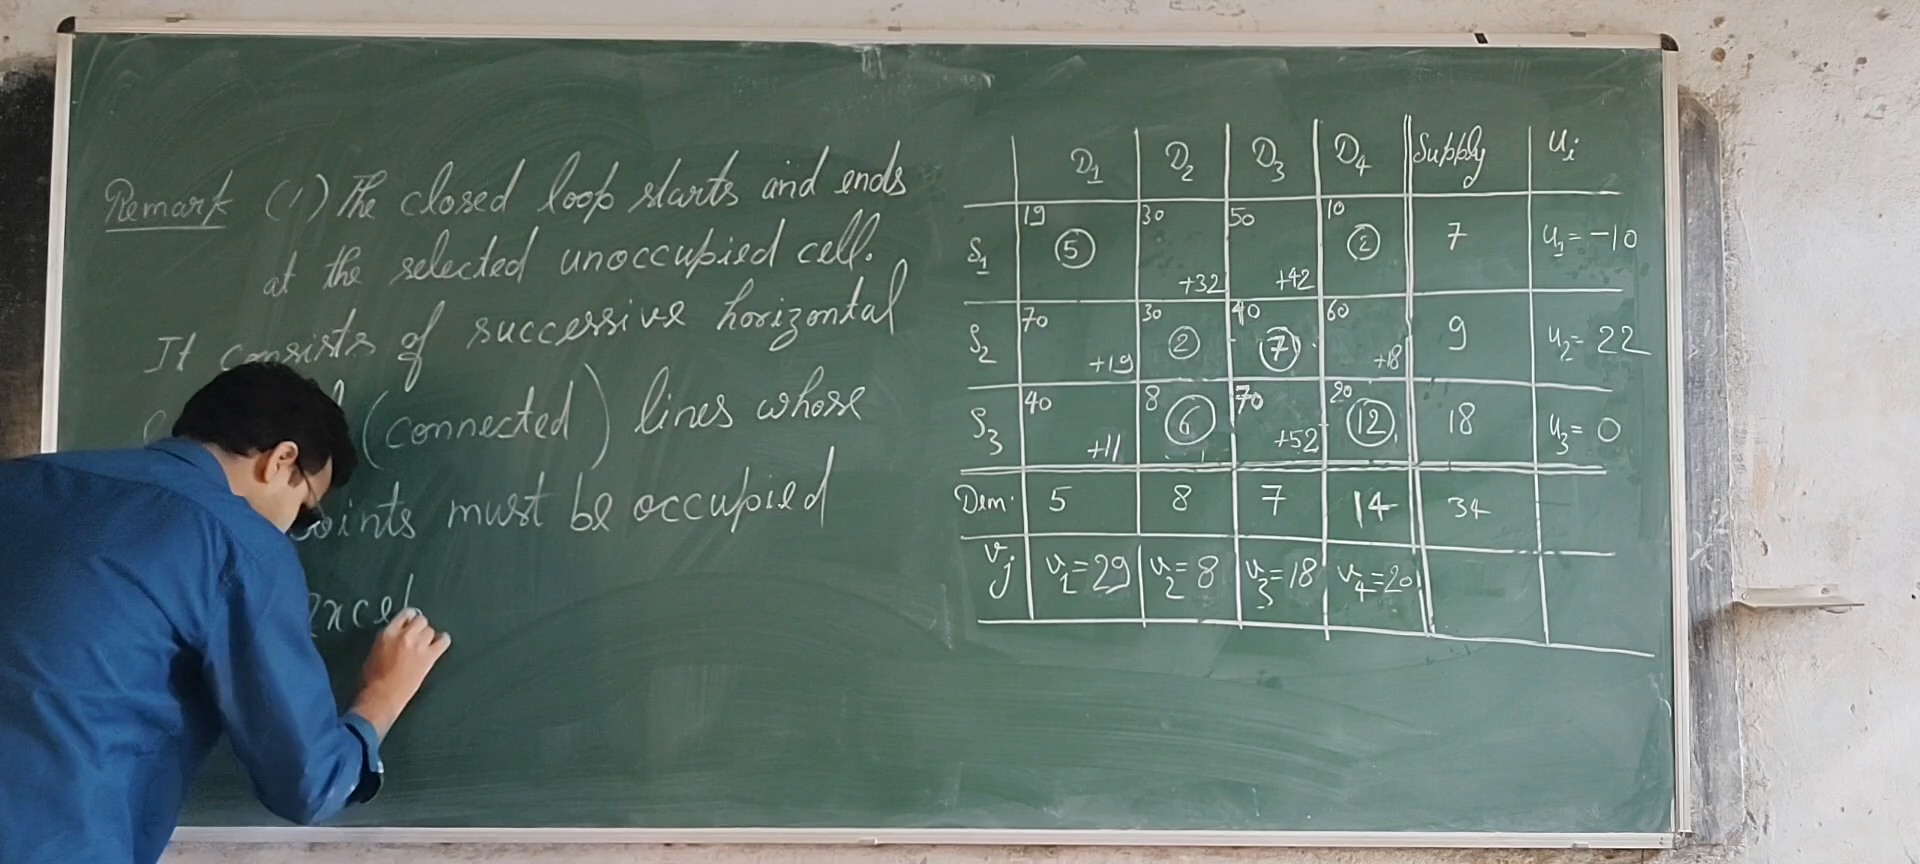 Remark (1) The closed loop starts and ends
at the selected unoccupied cell.
It consists of successive horizontal
(connected) lines whose
must be occupied
D1 D2 D3 D4 Supply ui
S1 19 5 30 +32 50 +42 10 2 7 u1=-10
S2 70 +19 30 2 40 7 60 +18 9 u2=22
S3 40 +11 8 6 70 +52 20 12 18 u3=0
Dem. 5 8 7 14 34
vj v1=29 v2=8 v3=18 v4=20